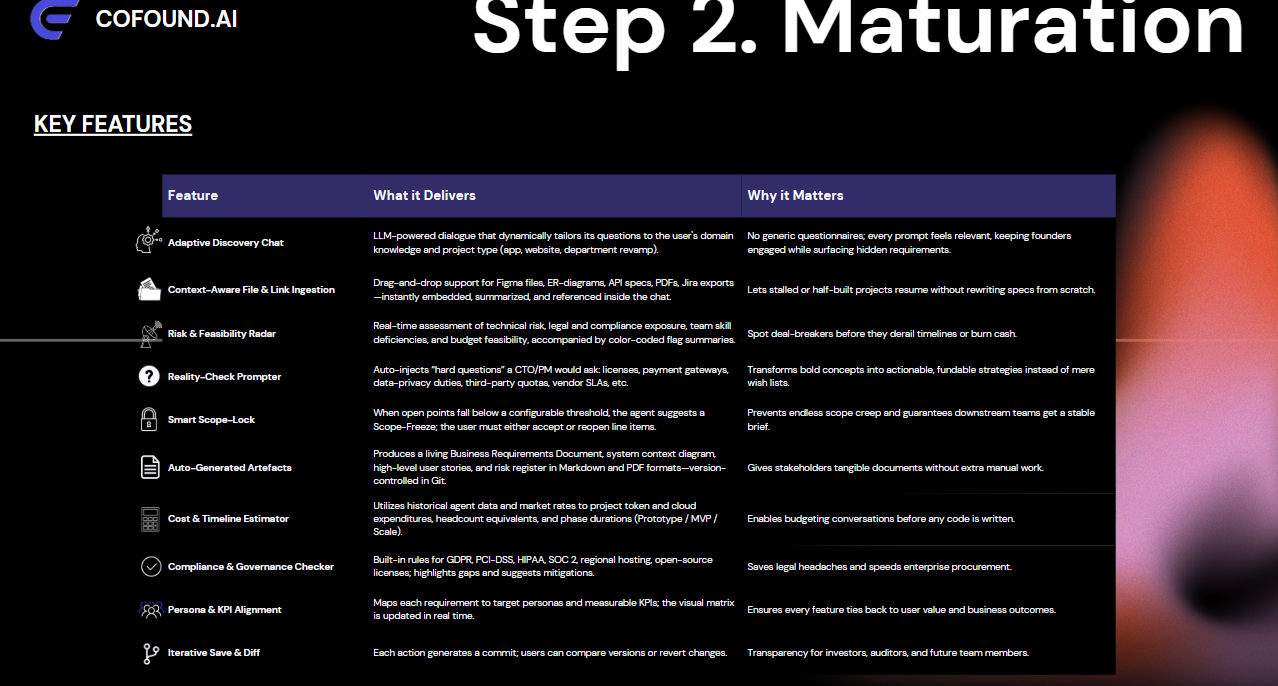 COFOUND.AI
Step 2. Maturation
KEY FEATURES
Feature
What it Delivers
Why it Matters
Adaptive Discovery Chat
LLM-powered dialogue that dynamically tailors its questions to the user's domain
knowledge and project type (app, website, department revamp).
No generic questionnaires; every prompt feels relevant, keeping founders
engaged while surfacing hidden requirements.
Context-Aware File & Link Ingestion
Drag-and-drop support for Figma files, ER-diagrams, API specs, PDFs, Jira exports
—instantly embedded, summarized, and referenced inside the chat.
Lets stalled or half-built projects resume without rewriting specs from scratch.
Risk & Feasibility Radar
Real-time assessment of technical risk, legal and compliance exposure, team skill
deficiencies, and budget feasibility, accompanied by color-coded flag summaries.
Spot deal-breakers before they derail timelines or burn cash.
Reality-Check Prompter
Auto-injects “hard questions” a CTO/PM would ask: licenses, payment gateways,
data-privacy duties, third-party quotas, vendor SLAs, etc.
Transforms bold concepts into actionable, fundable strategies instead of mere
wish lists.
Smart Scope-Lock
When open points fall below a configurable threshold, the agent suggests a
Scope-Freeze; the user must either accept or reopen line items.
Prevents endless scope creep and guarantees downstream teams get a stable
brief.
Auto-Generated Artefacts
Produces a living Business Requirements Document, system context diagram,
high-level user stories, and risk register in Markdown and PDF formats—version-
controlled in Git.
Gives stakeholders tangible documents without extra manual work.
Cost & Timeline Estimator
Utilizes historical agent data and market rates to project token and cloud
expenditures, headcount equivalents, and phase durations (Prototype / MVP /
Scale).
Enables budgeting conversations before any code is written.
Compliance & Governance Checker
Built-in rules for GDPR, PCI-DSS, HIPAA, SOC 2, regional hosting, open-source
licenses; highlights gaps and suggests mitigations.
Saves legal headaches and speeds enterprise procurement.
Persona & KPI Alignment
Maps each requirement to target personas and measurable KPIs; the visual matrix
is updated in real time.
Ensures every feature ties back to user value and business outcomes.
Iterative Save & Diff
Each action generates a commit; users can compare versions or revert changes.
Transparency for investors, auditors, and future team members.